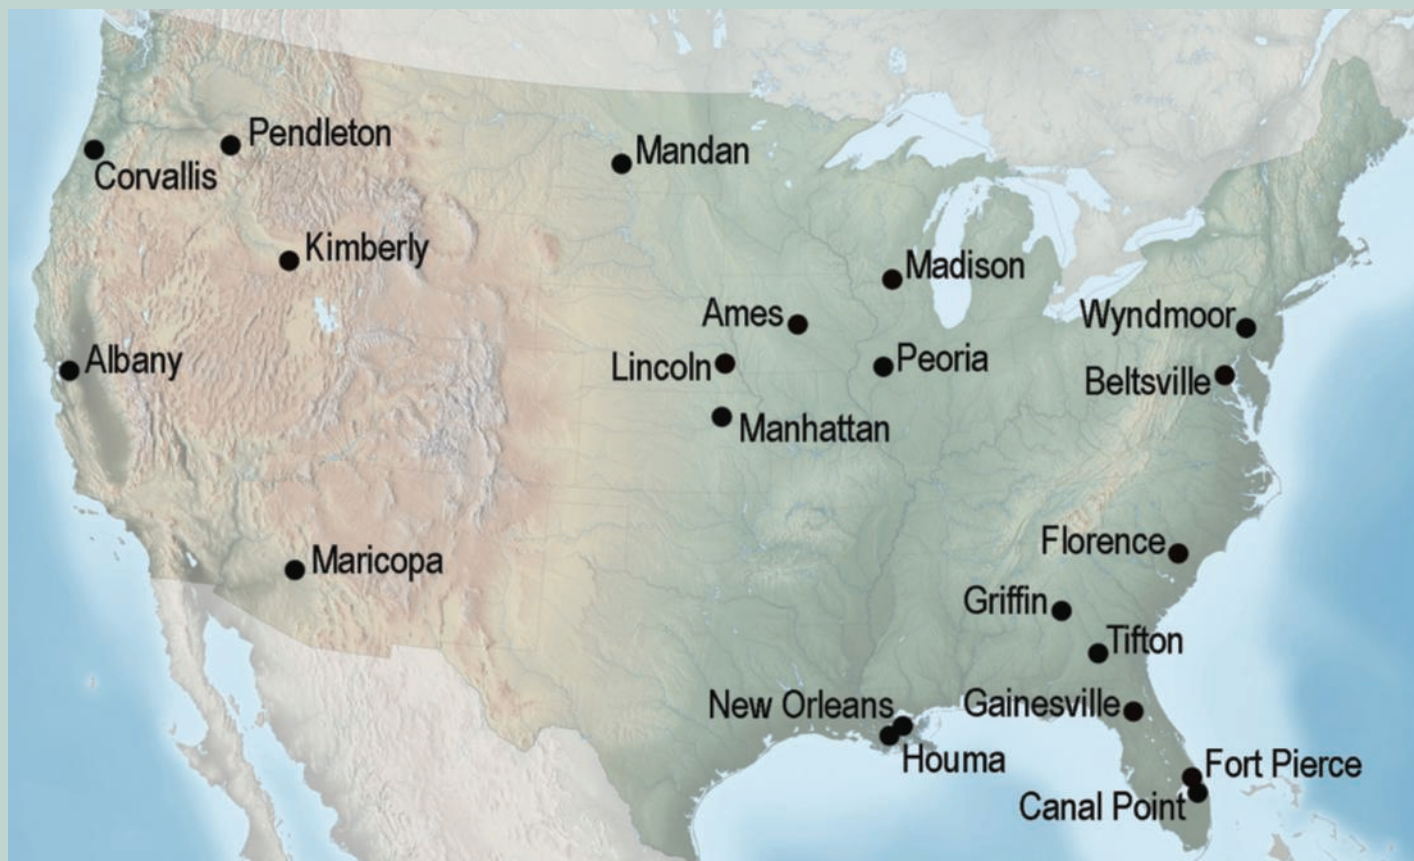 Pendleton
Mandan
Corvallis
Kimberly
Madison
Ames
Wyndmoor
Albany
Lincoln
Peoria
Beltsville
Manhattan
Florence
Maricopa
Griffin
Tifton
New Orleans
Gainesville
Houma
Fort Pierce
Canal Point